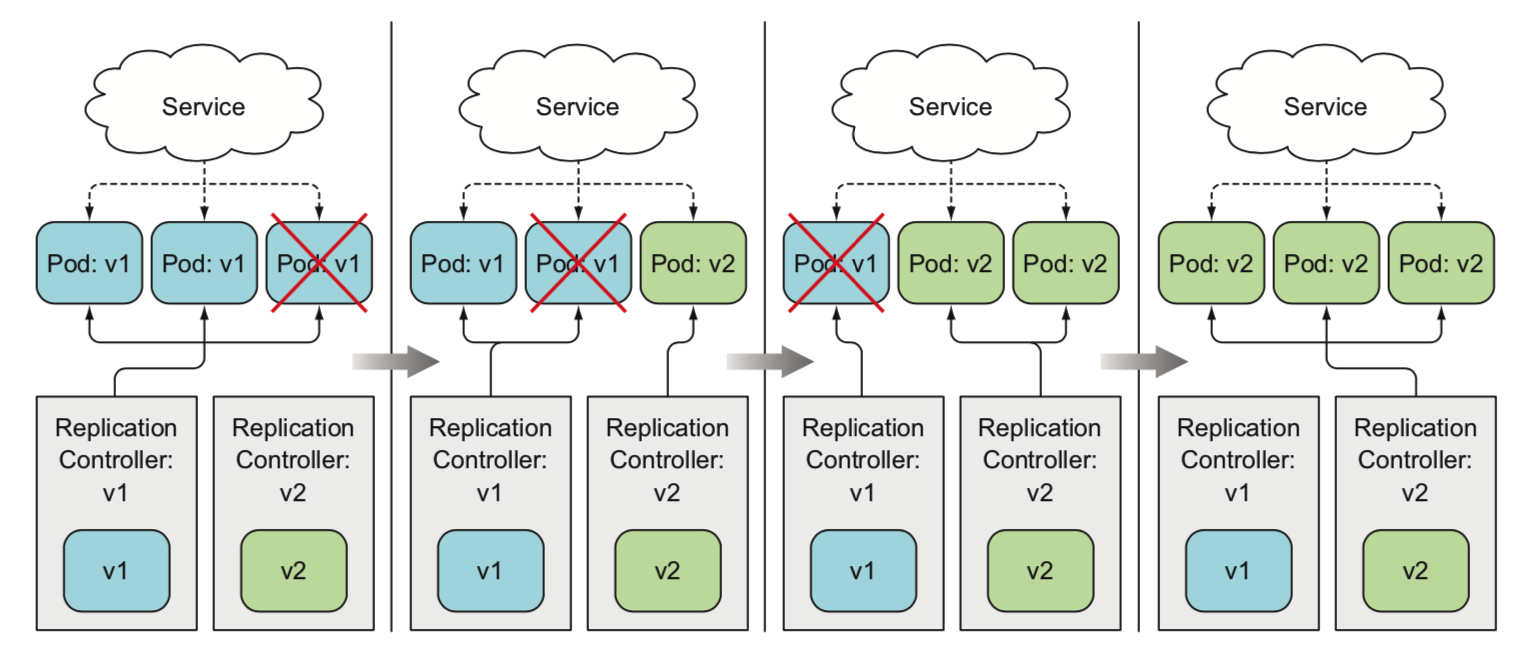 Service
Pod: v1
Pod: v1
Pod: v1
Replication
Controller:
v1
v1
Replication
Controller:
v2
v2
Service
Pod: v1
Pod: v1
Pod: v2
Replication
Controller:
v1
v1
Replication
Controller:
v2
v2
Service
Pod: v1
Pod: v2
Pod: v2
Replication
Controller:
v1
v1
Replication
Controller:
v2
v2
Service
Pod: v2
Pod: v2
Pod: v2
Replication
Controller:
v1
v1
Replication
Controller:
v2
v2